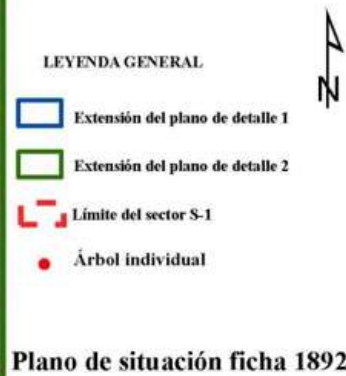 N
LEYENDA GENERAL
Extensión del plano de detalle 1
Extensión del plano de detalle 2
Límite del sector S-1
Árbol individual
Plano de situación ficha 1892